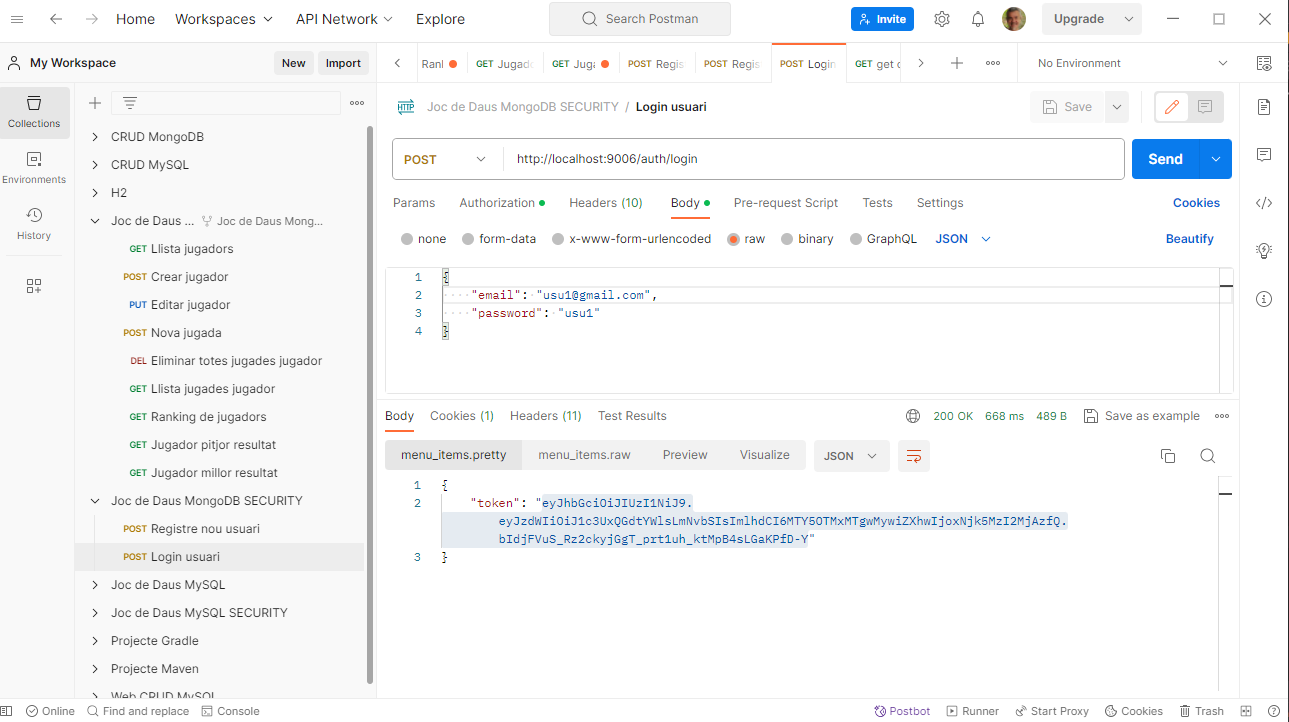 Home Workspaces API Network Explore Search Postman Invite Upgrade
My Workspace New Import
Ranl GET Jugado GET Juga POST Regis POST Regis POST Login GET get c No Environment
Collections
Environments
History
CRUD MongoDB
CRUD MySQL
H2
Joc de Daus ... Joc de Daus Mong...
GET Llista jugadors
POST Crear jugador
PUT Editar jugador
POST Nova jugada
DEL Eliminar totes jugades jugador
GET Llista jugades jugador
GET Ranking de jugadors
GET Jugador pitjor resultat
GET Jugador millor resultat
Joc de Daus MongoDB SECURITY
POST Registre nou usuari
POST Login usuari
Joc de Daus MySQL
Joc de Daus MySQL SECURITY
Projecte Gradle
Projecte Maven
Web CRUD MySQL
HTTP Joc de Daus MongoDB SECURITY / Login usuari Save
POST http://localhost:9006/auth/login Send
Params Authorization Headers (10) Body Pre-request Script Tests Settings Cookies
none form-data x-www-form-urlencoded raw binary GraphQL JSON Beautify
1 {
2 "email": "usu1@gmail.com",
3 "password": "usu1"
4 }
Body Cookies (1) Headers (11) Test Results 200 OK 668 ms 489 B Save as example
menu_items.pretty menu_items.raw Preview Visualize JSON
1 {
2 "token": "eyJhbGciOiJIUzI1NiJ9.
eyJzdWIiOiJ1c3UxQGdtYWlsLmNvbSIsImlhdCI6MTY5OTMxMTgwMywiZXhwIjoxNjk5MzI2MjAzfQ.
bIdjFVuS_Rz2ckyjGgT_prt1uh_ktMpB4sLGaKPfD-Y"
3 }
Online Find and replace Console Postbot Runner Start Proxy Cookies Trash